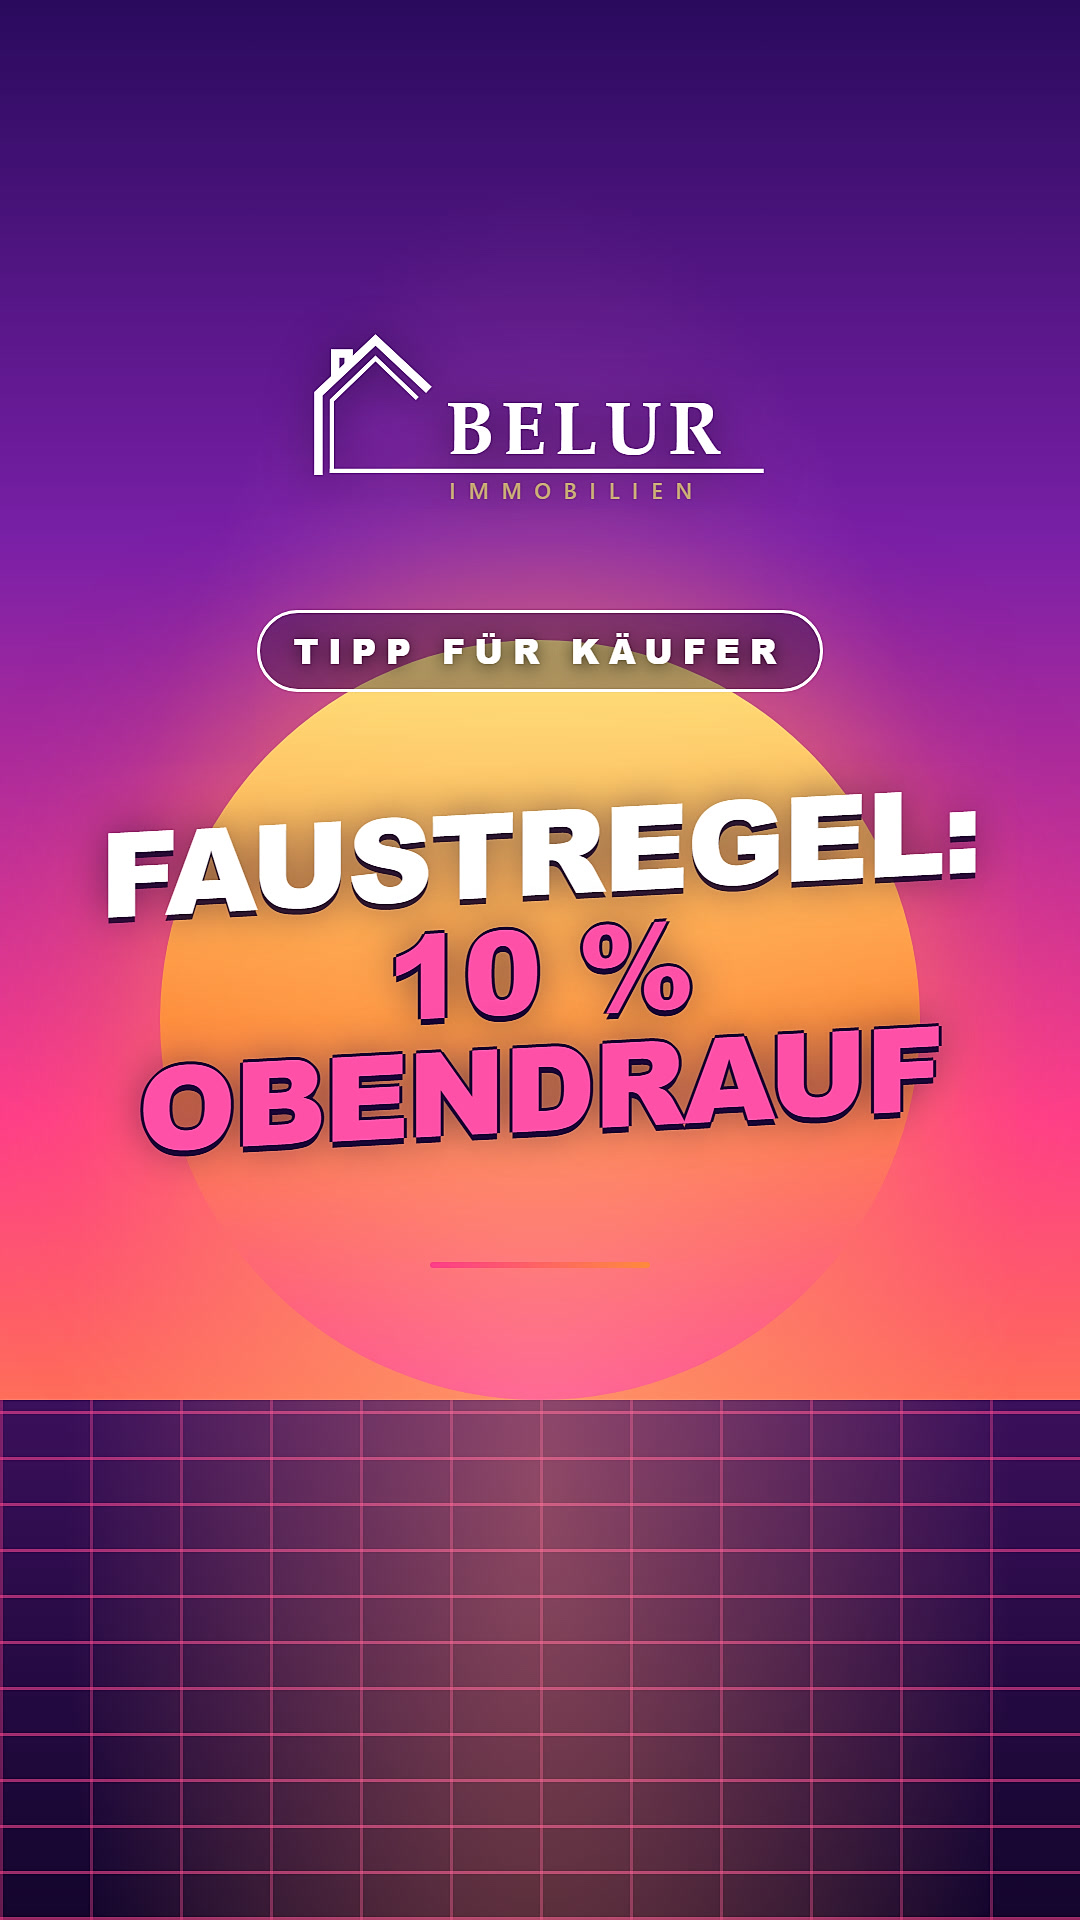 BELUR
IMMOBILIEN
TIPP FÜR KÄUFER
FAUSTREGEL:
10 %
OBENDRAUF